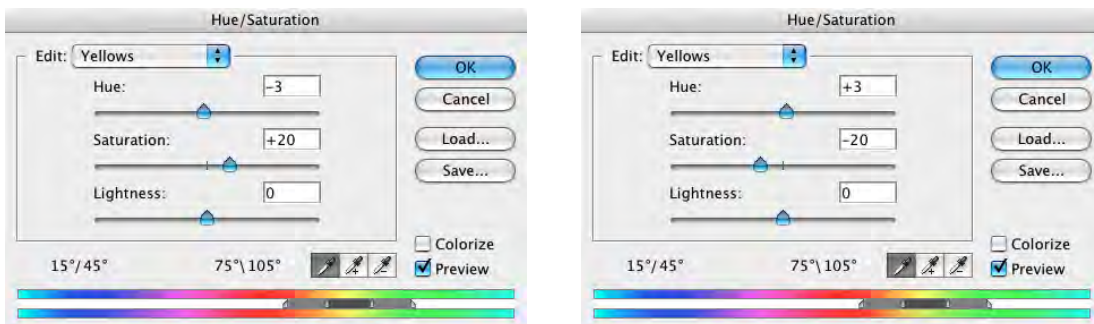 Hue/Saturation
Edit: Yellows
OK
Hue: -3
Cancel
Saturation: +20
Load...
Save...
Lightness: 0
Colorize
15°/45° 75°\105° Preview
Hue/Saturation
Edit: Yellows
OK
Hue: +3
Cancel
Saturation: -20
Load...
Save...
Lightness: 0
Colorize
15°/45° 75°\105° Preview